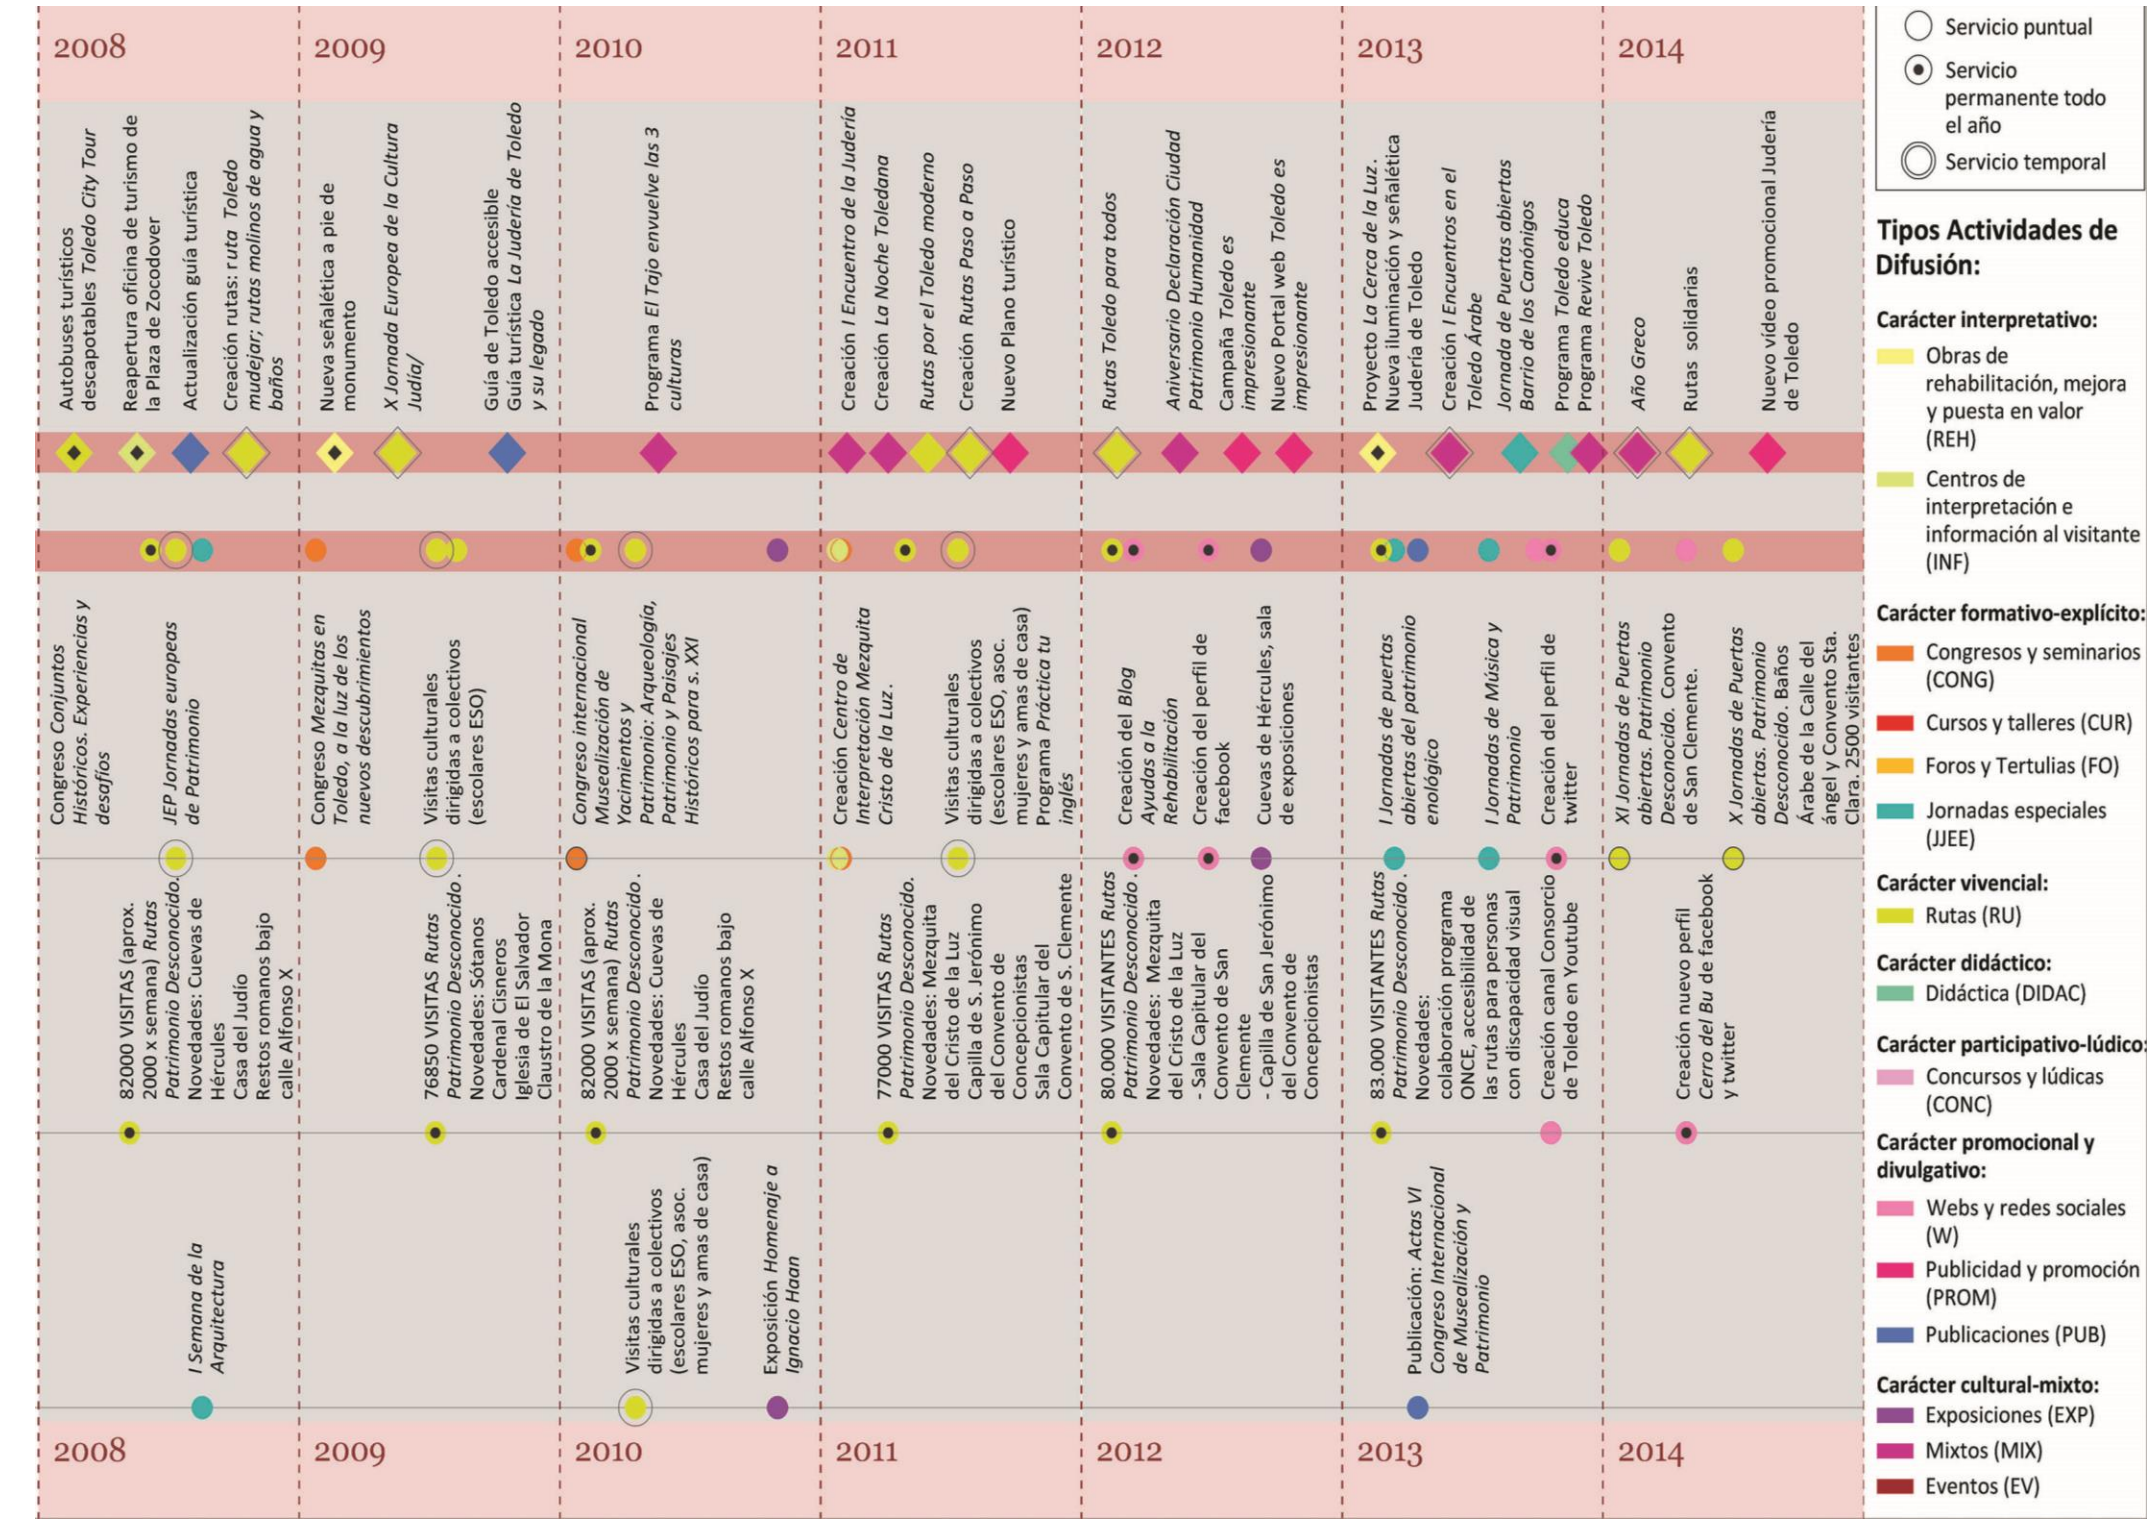 2008
2009
2010
2011
2012
2013
2014
Autobuses turísticos
descapotables Toledo City Tour
Reapertura oficina de turismo de
la Plaza de Zocodover
Actualización guía turística
Creación rutas: ruta Toledo
mudejar; rutas molinos de agua y
baños
Nueva señalética a pie de
monumento
X Jornada Europea de la Cultura
Judía/
Guía de Toledo accesible
Guía turística La Judería de Toledo
y su legado
Programa El Tajo envuelve las 3
culturas
Creación I Encuentro de la Judería
Creación La Noche Toledana
Rutas por el Toledo moderno
Creación Rutas Paso a Paso
Nuevo Plano turístico
Rutas Toledo para todos
Aniversario Declaración Ciudad
Patrimonio Humanidad
Campaña Toledo es
impresionante
Nuevo Portal web Toledo es
impresionante
Proyecto La Cerca de la Luz.
Nueva iluminación y señalética
Judería de Toledo
Creación I Encuentros en el
Toledo Árabe
Jornada de Puertas abiertas
Barrio de los Canónigos
Programa Toledo educa
Programa Revive Toledo
Año Greco
Rutas solidarias
Nuevo vídeo promocional Judería
de Toledo
Congreso Conjuntos
Históricos. Experiencias y
desafíos
JEP Jornadas europeas
de Patrimonio
Congreso Mezquitas en
Toledo, a la luz de los
nuevos descubrimientos
Visitas culturales
dirigidas a colectivos
(escolares ESO)
Congreso internacional
Musealización de
Yacimientos y
Patrimonio: Arqueología,
Patrimonio y Paisajes
Históricos para s. XXI
Creación Centro de
Interpretación Mezquita
Cristo de la Luz.
Visitas culturales
dirigidas a colectivos
(escolares ESO, asoc.
mujeres y amas de casa)
Programa Práctica tu
inglés
Creación del Blog
Ayudas a la
Rehabilitación
Creación del perfil de
facebook
Cuevas de Hércules, sala
de exposiciones
I Jornadas de puertas
abiertas del patrimonio
enológico
I Jornadas de Música y
Patrimonio
Creación del perfil de
twitter
XI Jornadas de Puertas
abiertas. Patrimonio
Desconocido. Convento
de San Clemente.
X Jornadas de Puertas
abiertas. Patrimonio
Desconocido. Baños
Árabe de la Calle del
ángel y Convento Sta.
Clara. 2500 visitantes
82000 VISITAS (aprox.
2000 x semana) Rutas
Patrimonio Desconocido.
Novedades: Cuevas de
Hércules
Casa del Judío
Restos romanos bajo
calle Alfonso X
76850 VISITAS Rutas
Patrimonio Desconocido .
Novedades: Sótanos
Cardenal Cisneros
Iglesia de El Salvador
Claustro de la Mona
82000 VISITAS (aprox.
2000 x semana) Rutas
Patrimonio Desconocido .
Novedades: Cuevas de
Hércules
Casa del Judío
Restos romanos bajo
calle Alfonso X
77000 VISITAS Rutas
Patrimonio Desconocido.
Novedades: Mezquita
del Cristo de la Luz
Capilla de S. Jerónimo
del Convento de
Concepcionistas
Sala Capitular del
Convento de S. Clemente
80.000 VISITANTES Rutas
Patrimonio Desconocido .
Novedades: Mezquita
del Cristo de la Luz
- Sala Capitular del
Convento de San
Clemente
- Capilla de San Jerónimo
del Convento de
Concepcionistas
83.000 VISITANTES Rutas
Patrimonio Desconocido .
Novedades:
colaboración programa
ONCE, accesibilidad de
las rutas para personas
con discapacidad visual
Creación canal Consorcio
de Toledo en Youtube
Creación nuevo perfil
Cerro del Bu de facebook
y twitter
I Semana de la
Arquitectura
Visitas culturales
dirigidas a colectivos
(escolares ESO, asoc.
mujeres y amas de casa)
Exposición Homenaje a
Ignacio Haan
Publicación: Actas VI
Congreso Internacional
de Musealización y
Patrimonio
2008
2009
2010
2011
2012
2013
2014
Servicio puntual
Servicio
permanente todo
el año
Servicio temporal
Tipos Actividades de
Difusión:
Carácter interpretativo:
Obras de
rehabilitación, mejora
y puesta en valor
(REH)
Centros de
interpretación e
información al visitante
(INF)
Carácter formativo-explícito:
Congresos y seminarios
(CONG)
Cursos y talleres (CUR)
Foros y Tertulias (FO)
Jornadas especiales
(JJEE)
Carácter vivencial:
Rutas (RU)
Carácter didáctico:
Didáctica (DIDAC)
Carácter participativo-lúdico:
Concursos y lúdicas
(CONC)
Carácter promocional y
divulgativo:
Webs y redes sociales
(W)
Publicidad y promoción
(PROM)
Publicaciones (PUB)
Carácter cultural-mixto:
Exposiciones (EXP)
Mixtos (MIX)
Eventos (EV)